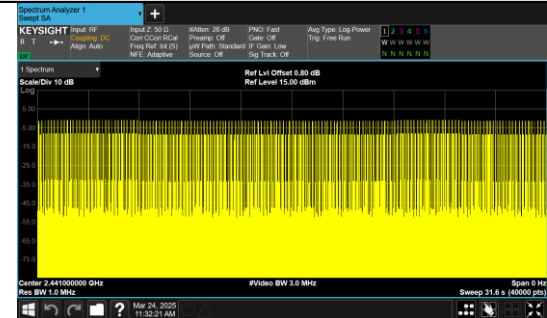 Spectrum Analyzer 1
Swept SA
+
KEYSIGHT Input: RF Input Z: 50 Ω #Atten: 26 dB PNO: Fast Avg Type: Log-Power 1 2 3 4 5 6
R T Coupling: DC Corr CCorr RCal Preamp: Off Gate: Off Trig: Free Run W W W W W W
Align: Auto Freq Ref: Int (S) µW Path: Standard IF Gain: Low N N N N N N
NFE: Adaptive Source: Off Sig Track: Off
1 Spectrum
Ref Lvl Offset 0.80 dB
Scale/Div 10 dB Ref Level 15.00 dBm
Log
5.00
-5.00
-15.0
-25.0
-35.0
-45.0
-55.0
-65.0
-75.0
Center 2.441000000 GHz #Video BW 3.0 MHz Span 0 Hz
Res BW 1.0 MHz Sweep 31.6 s (40000 pts)
? Mar 24, 2025
11:32:21 AM